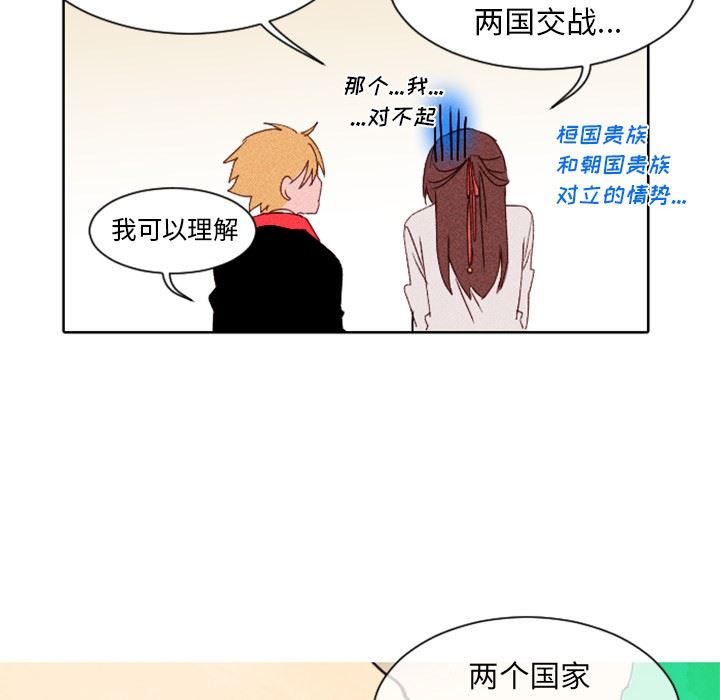 两国交战...
那个...我...
...对不起
桓国贵族
和朝国贵族
对立的情势...
我可以理解
两个国家